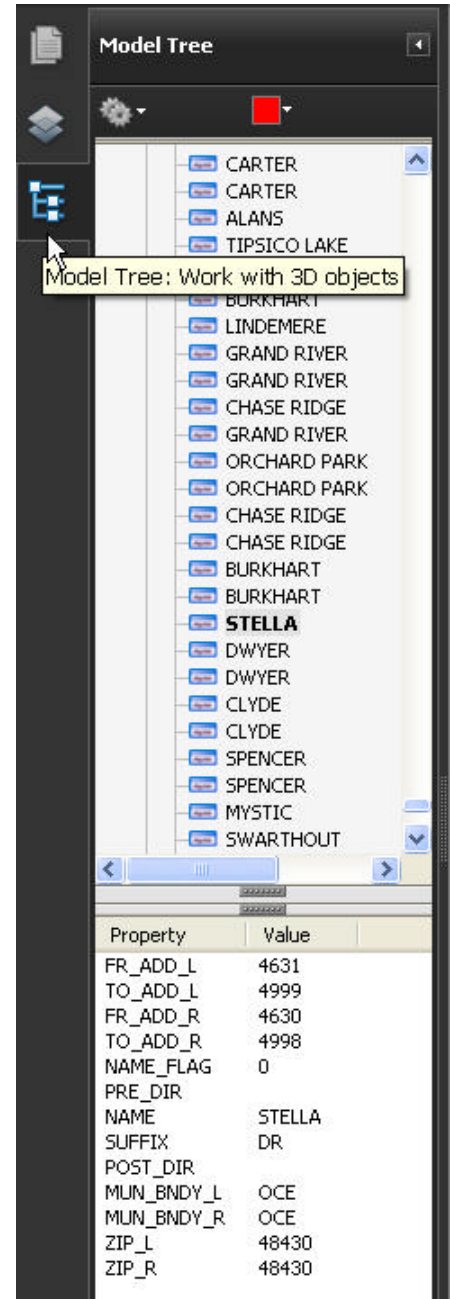 Model Tree
CARTER
CARTER
ALANS
TIPSICO LAKE
Model Tree: Work with 3D objects
BURKHART
LINDEMERE
GRAND RIVER
GRAND RIVER
CHASE RIDGE
GRAND RIVER
ORCHARD PARK
ORCHARD PARK
CHASE RIDGE
CHASE RIDGE
BURKHART
BURKHART
STELLA
DWYER
DWYER
CLYDE
CLYDE
SPENCER
SPENCER
MYSTIC
SWARTHOUT
Property Value
FR_ADD_L 4631
TO_ADD_L 4999
FR_ADD_R 4630
TO_ADD_R 4998
NAME_FLAG 0
PRE_DIR
NAME STELLA
SUFFIX DR
POST_DIR
MUN_BNDY_L OCE
MUN_BNDY_R OCE
ZIP_L 48430
ZIP_R 48430